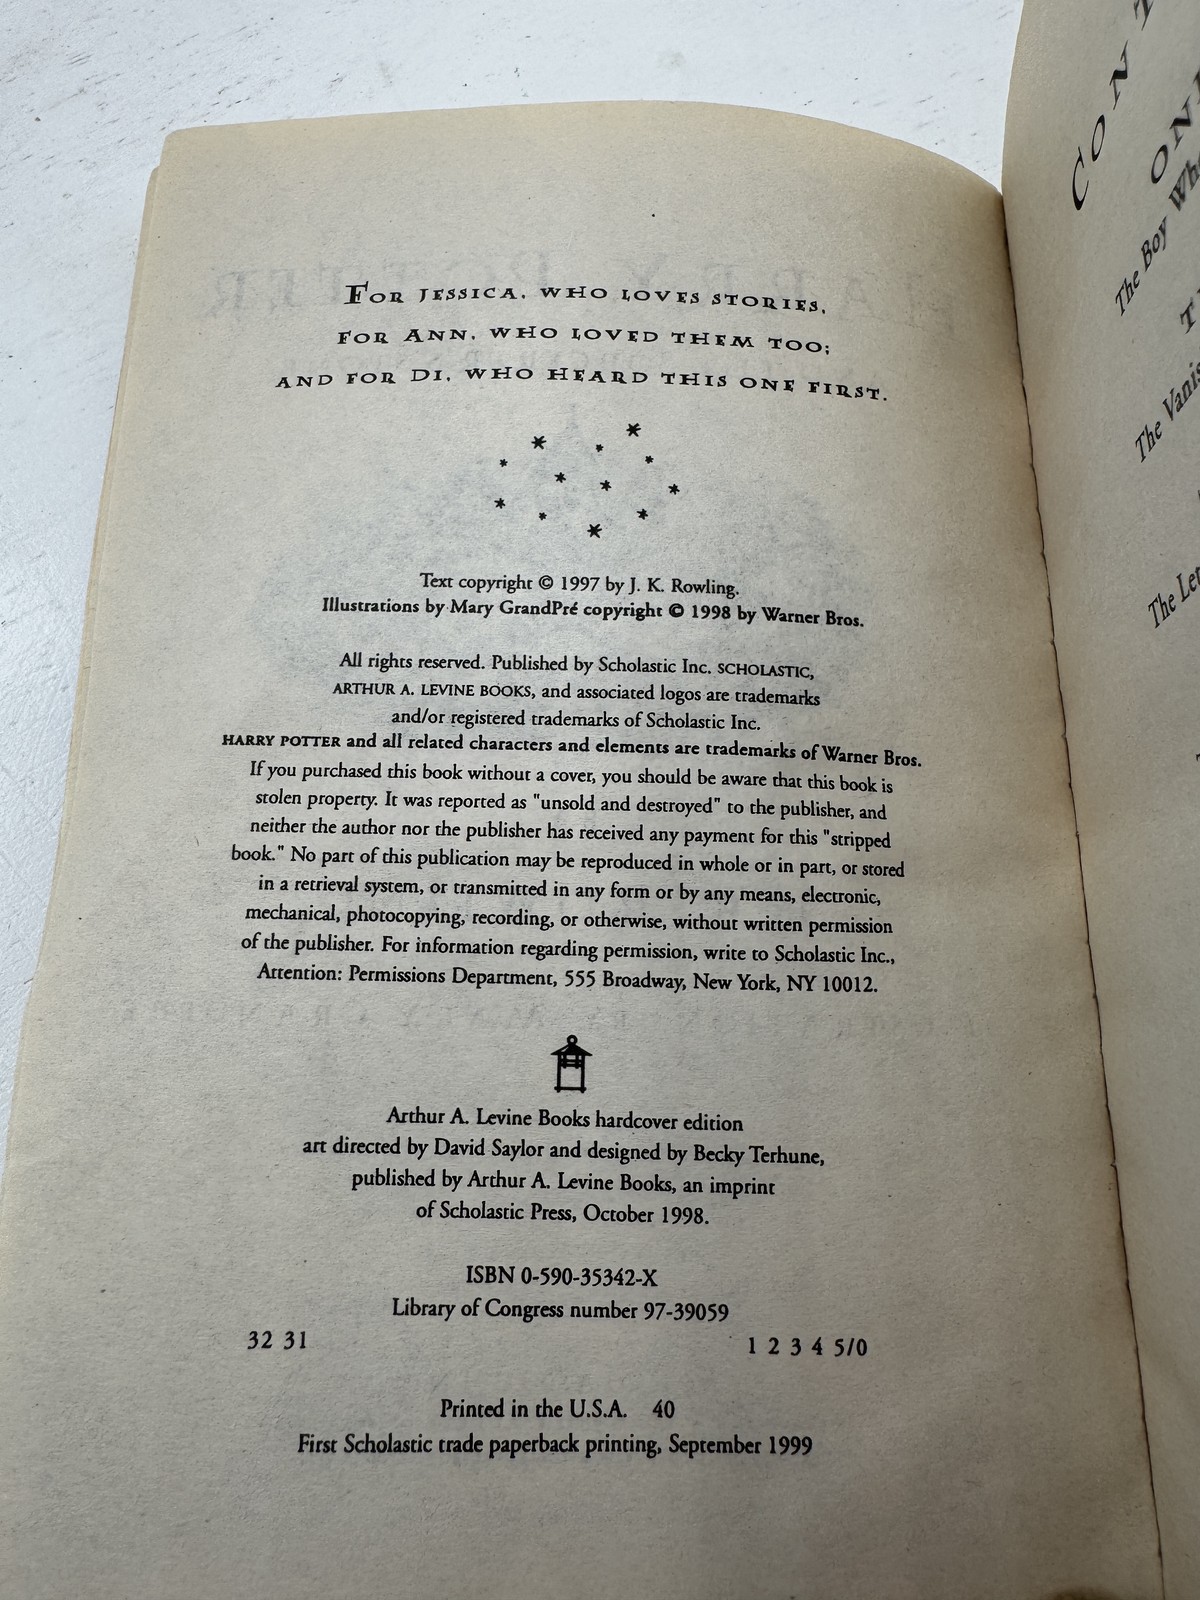 FOR JESSICA, WHO LOVES STORIES,
FOR ANN, WHO LOVED THEM TOO;
AND FOR DI, WHO HEARD THIS ONE FIRST.
Text copyright © 1997 by J. K. Rowling.
Illustrations by Mary GrandPré copyright © 1998 by Warner Bros.
All rights reserved. Published by Scholastic Inc. SCHOLASTIC,
ARTHUR A. LEVINE BOOKS, and associated logos are trademarks
and/or registered trademarks of Scholastic Inc.
HARRY POTTER and all related characters and elements are trademarks of Warner Bros.
If you purchased this book without a cover, you should be aware that this book is
stolen property. It was reported as "unsold and destroyed" to the publisher, and
neither the author nor the publisher has received any payment for this "stripped
book." No part of this publication may be reproduced in whole or in part, or stored
in a retrieval system, or transmitted in any form or by any means, electronic,
mechanical, photocopying, recording, or otherwise, without written permission
of the publisher. For information regarding permission, write to Scholastic Inc.,
Attention: Permissions Department, 555 Broadway, New York, NY 10012.
Arthur A. Levine Books hardcover edition
art directed by David Saylor and designed by Becky Terhune,
published by Arthur A. Levine Books, an imprint
of Scholastic Press, October 1998.
ISBN 0-590-35342-X
Library of Congress number 97-39059
32 31 1 2 3 4 5/0
Printed in the U.S.A. 40
First Scholastic trade paperback printing, September 1999
The Boy
The
The